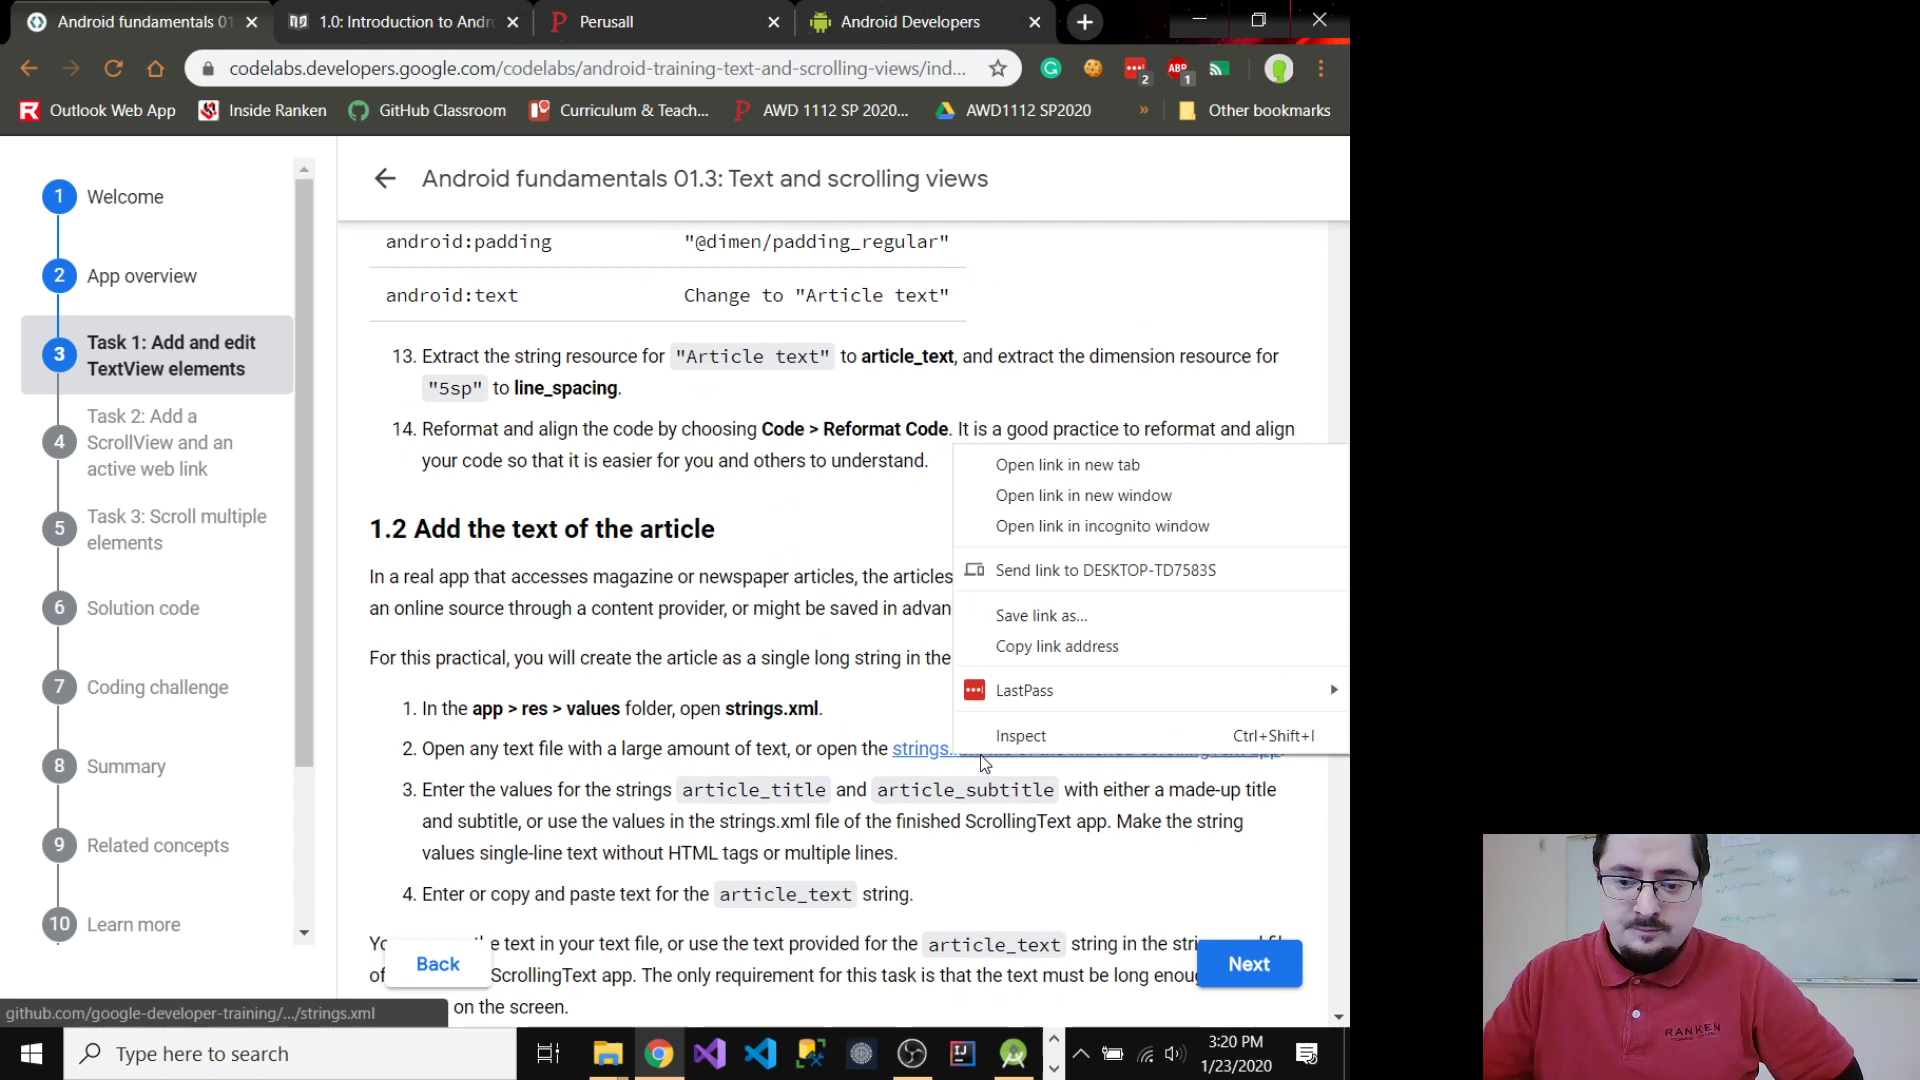 Android fundamentals 01
1.0: Introduction to Andr
Perusall
Android Developers
codelabs.developers.google.com/codelabs/android-training-text-and-scrolling-views/ind...
2
ABP
1
Outlook Web App
Inside Ranken
GitHub Classroom
Curriculum & Teach...
AWD 1112 SP 2020...
AWD1112 SP2020
»
Other bookmarks
1 Welcome
2 App overview
3 Task 1: Add and edit
TextView elements
4 Task 2: Add a
ScrollView and an
active web link
5 Task 3: Scroll multiple
elements
6 Solution code
7 Coding challenge
8 Summary
9 Related concepts
10 Learn more
Android fundamentals 01.3: Text and scrolling views
android:padding "@dimen/padding_regular"
android:text Change to "Article text"
13. Extract the string resource for "Article text" to article_text, and extract the dimension resource for
"5sp" to line_spacing.
14. Reformat and align the code by choosing Code > Reformat Code. It is a good practice to reformat and align
your code so that it is easier for you and others to understand.
1.2 Add the text of the article
In a real app that accesses magazine or newspaper articles, the articles
an online source through a content provider, or might be saved in advan
For this practical, you will create the article as a single long string in the
1. In the app > res > values folder, open strings.xml.
2. Open any text file with a large amount of text, or open the strings.
3. Enter the values for the strings article_title and article_subtitle with either a made-up title
and subtitle, or use the values in the strings.xml file of the finished ScrollingText app. Make the string
values single-line text without HTML tags or multiple lines.
4. Enter or copy and paste text for the article_text string.
the text in your text file, or use the text provided for the article_text string in the
ScrollingText app. The only requirement for this task is that the text must be long
on the screen.
Open link in new tab
Open link in new window
Open link in incognito window
Send link to DESKTOP-TD7583S
Save link as...
Copy link address
LastPass
Inspect Ctrl+Shift+I
Back
Next
github.com/google-developer-training/.../strings.xml
Type here to search
3:20 PM
1/23/2020
RANKEN